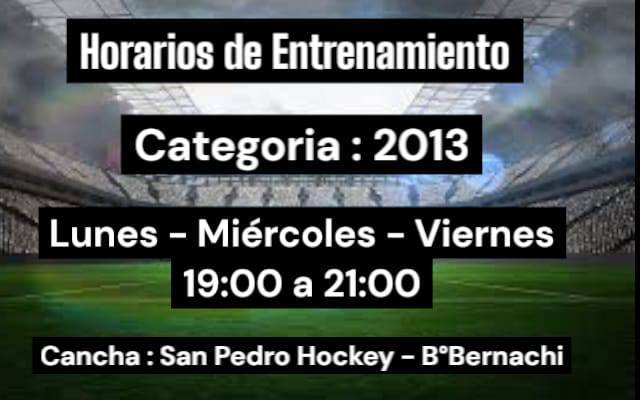 Horarios de Entrenamiento
Categoria : 2013
Lunes - Miércoles - Viernes
19:00 a 21:00
Cancha : San Pedro Hockey - B°Bernachi